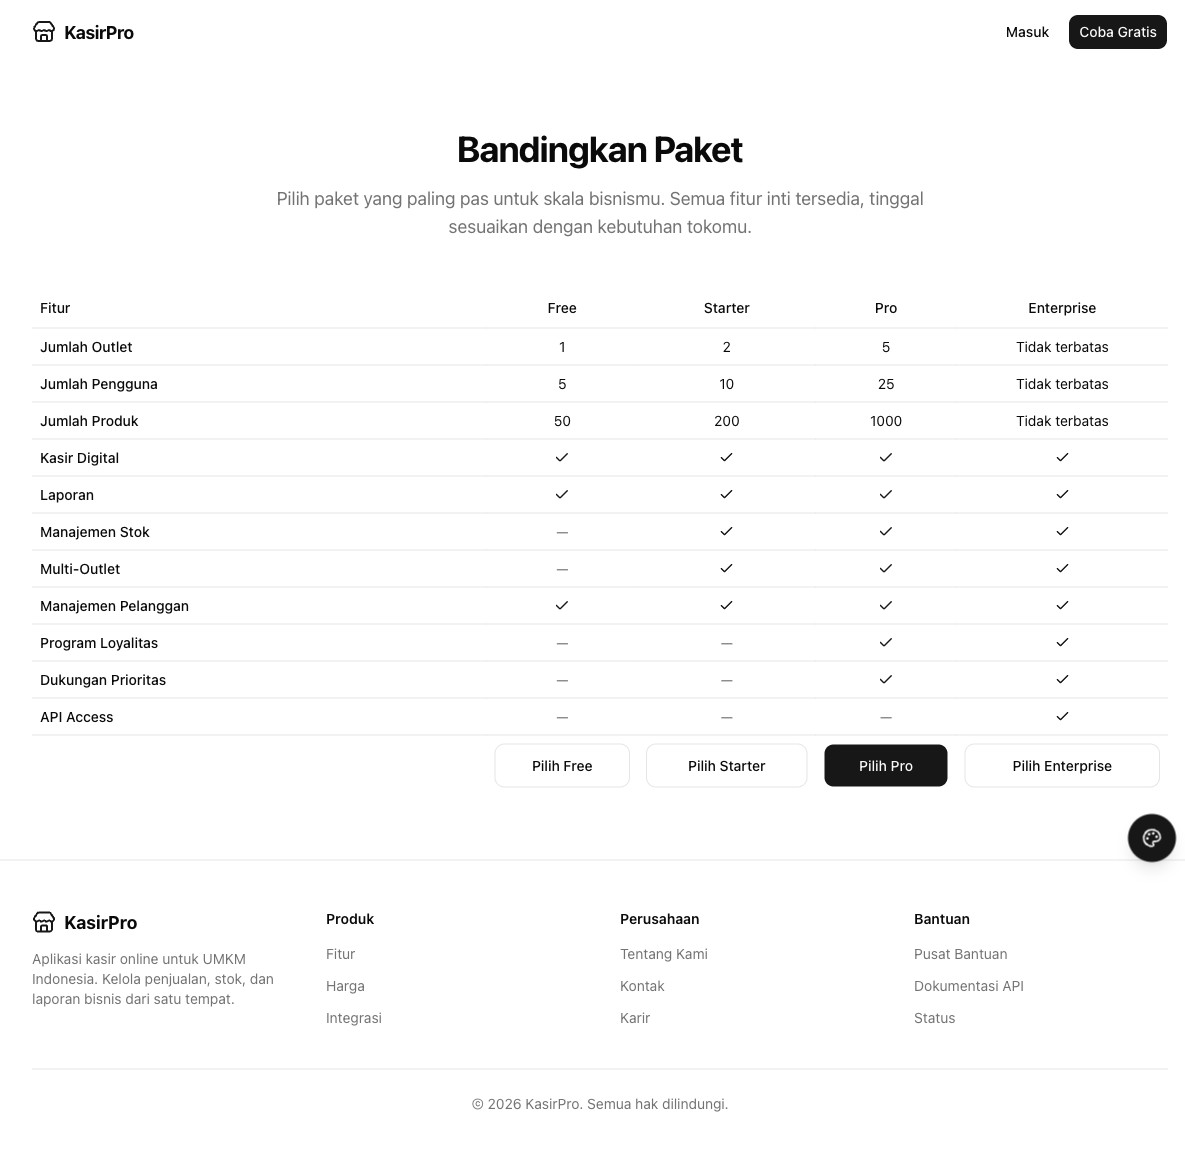 KasirPro
Masuk
Coba Gratis
Bandingkan Paket
Pilih paket yang paling pas untuk skala bisnismu. Semua fitur inti tersedia, tinggal
sesuaikan dengan kebutuhan tokomu.
Fitur Free Starter Pro Enterprise
Jumlah Outlet 1 2 5 Tidak terbatas
Jumlah Pengguna 5 10 25 Tidak terbatas
Jumlah Produk 50 200 1000 Tidak terbatas
Kasir Digital ✓ ✓ ✓ ✓
Laporan ✓ ✓ ✓ ✓
Manajemen Stok — ✓ ✓ ✓
Multi-Outlet — ✓ ✓ ✓
Manajemen Pelanggan ✓ ✓ ✓ ✓
Program Loyalitas — — ✓ ✓
Dukungan Prioritas — — ✓ ✓
API Access — — — ✓
Pilih Free Pilih Starter Pilih Pro Pilih Enterprise
KasirPro
Aplikasi kasir online untuk UMKM
Indonesia. Kelola penjualan, stok, dan
laporan bisnis dari satu tempat.
Produk
Fitur
Harga
Integrasi
Perusahaan
Tentang Kami
Kontak
Karir
Bantuan
Pusat Bantuan
Dokumentasi API
Status
© 2026 KasirPro. Semua hak dilindungi.